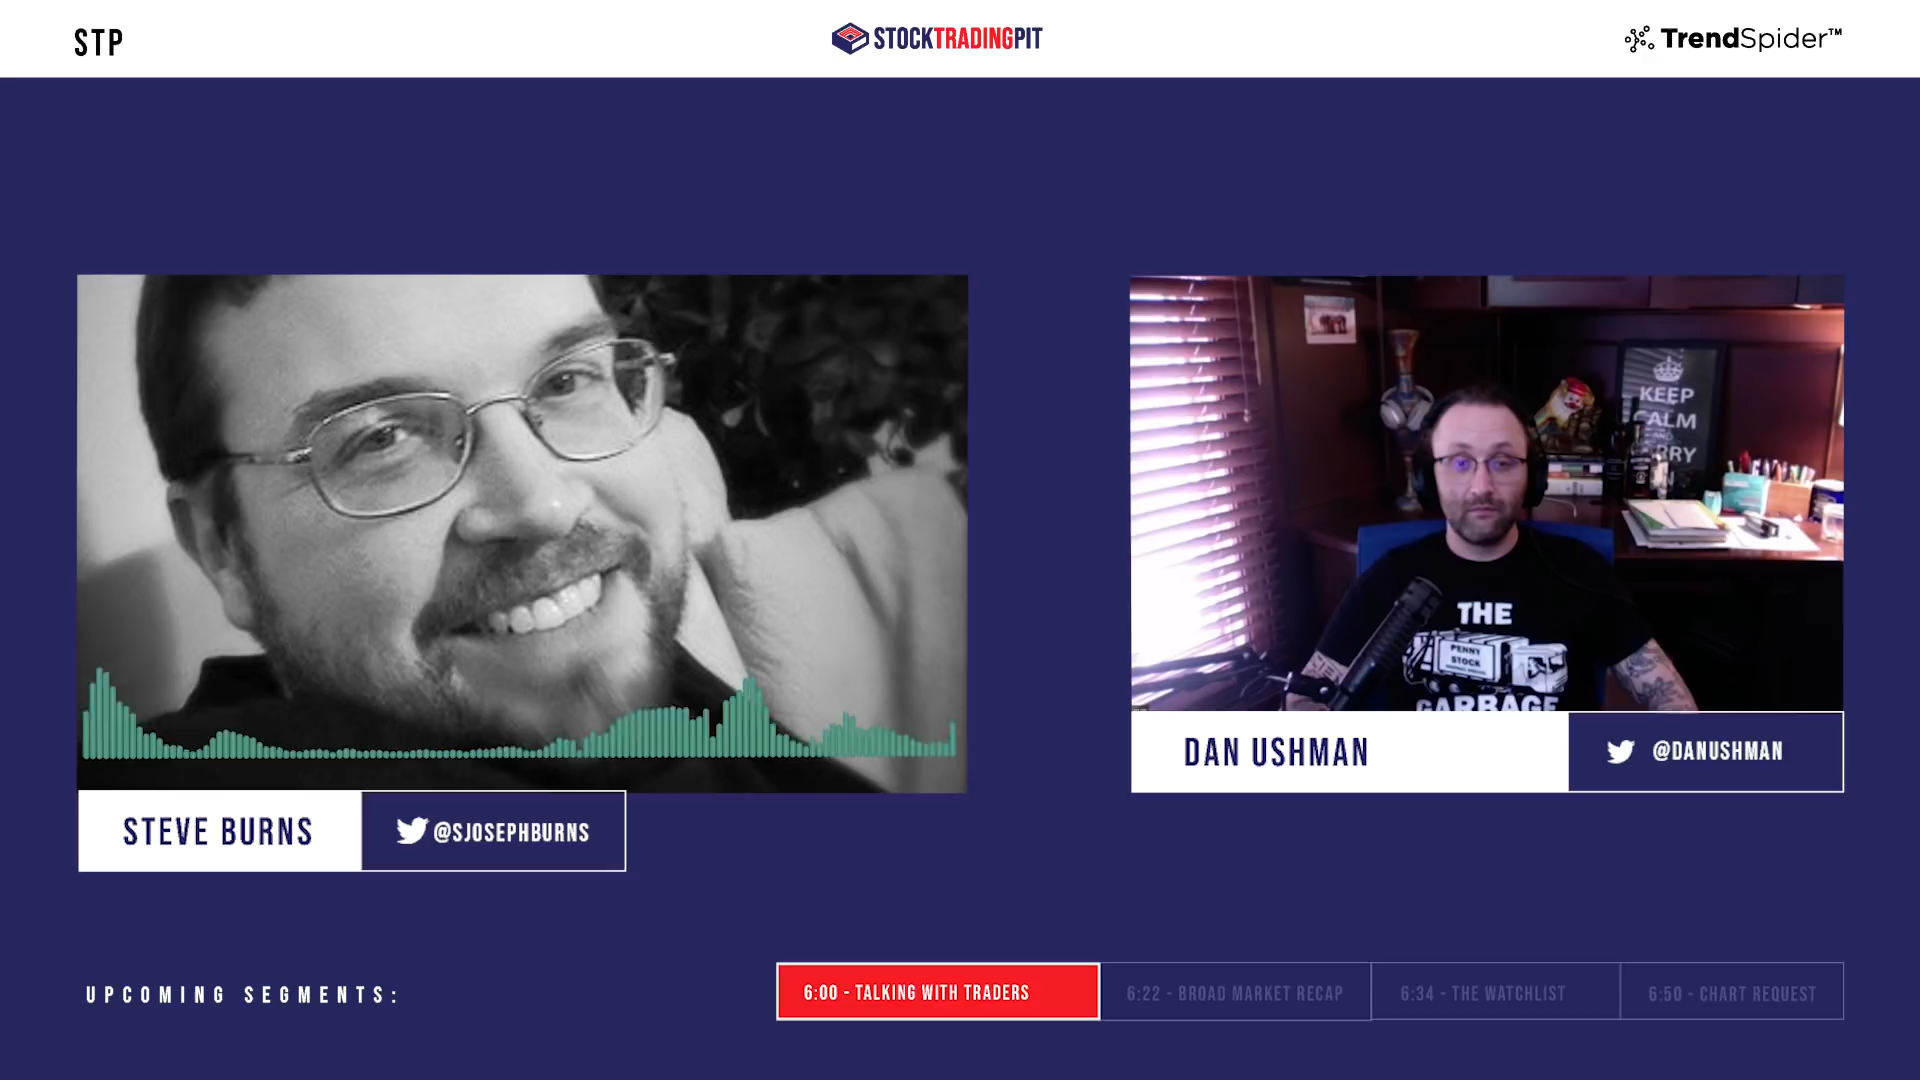 STP
STOCKTRADINGPIT
TrendSpider™
KEEP
CALM
AND
THE
PENNY
STOCK
GARBAGE
DAN USHMAN
@DANUSHMAN
STEVE BURNS
@SJOSEPHBURNS
UPCOMING SEGMENTS:
6:00 - TALKING WITH TRADERS
6:22 - BROAD MARKET RECAP
6:34 - THE WATCHLIST
6:50 - CHART REQUEST